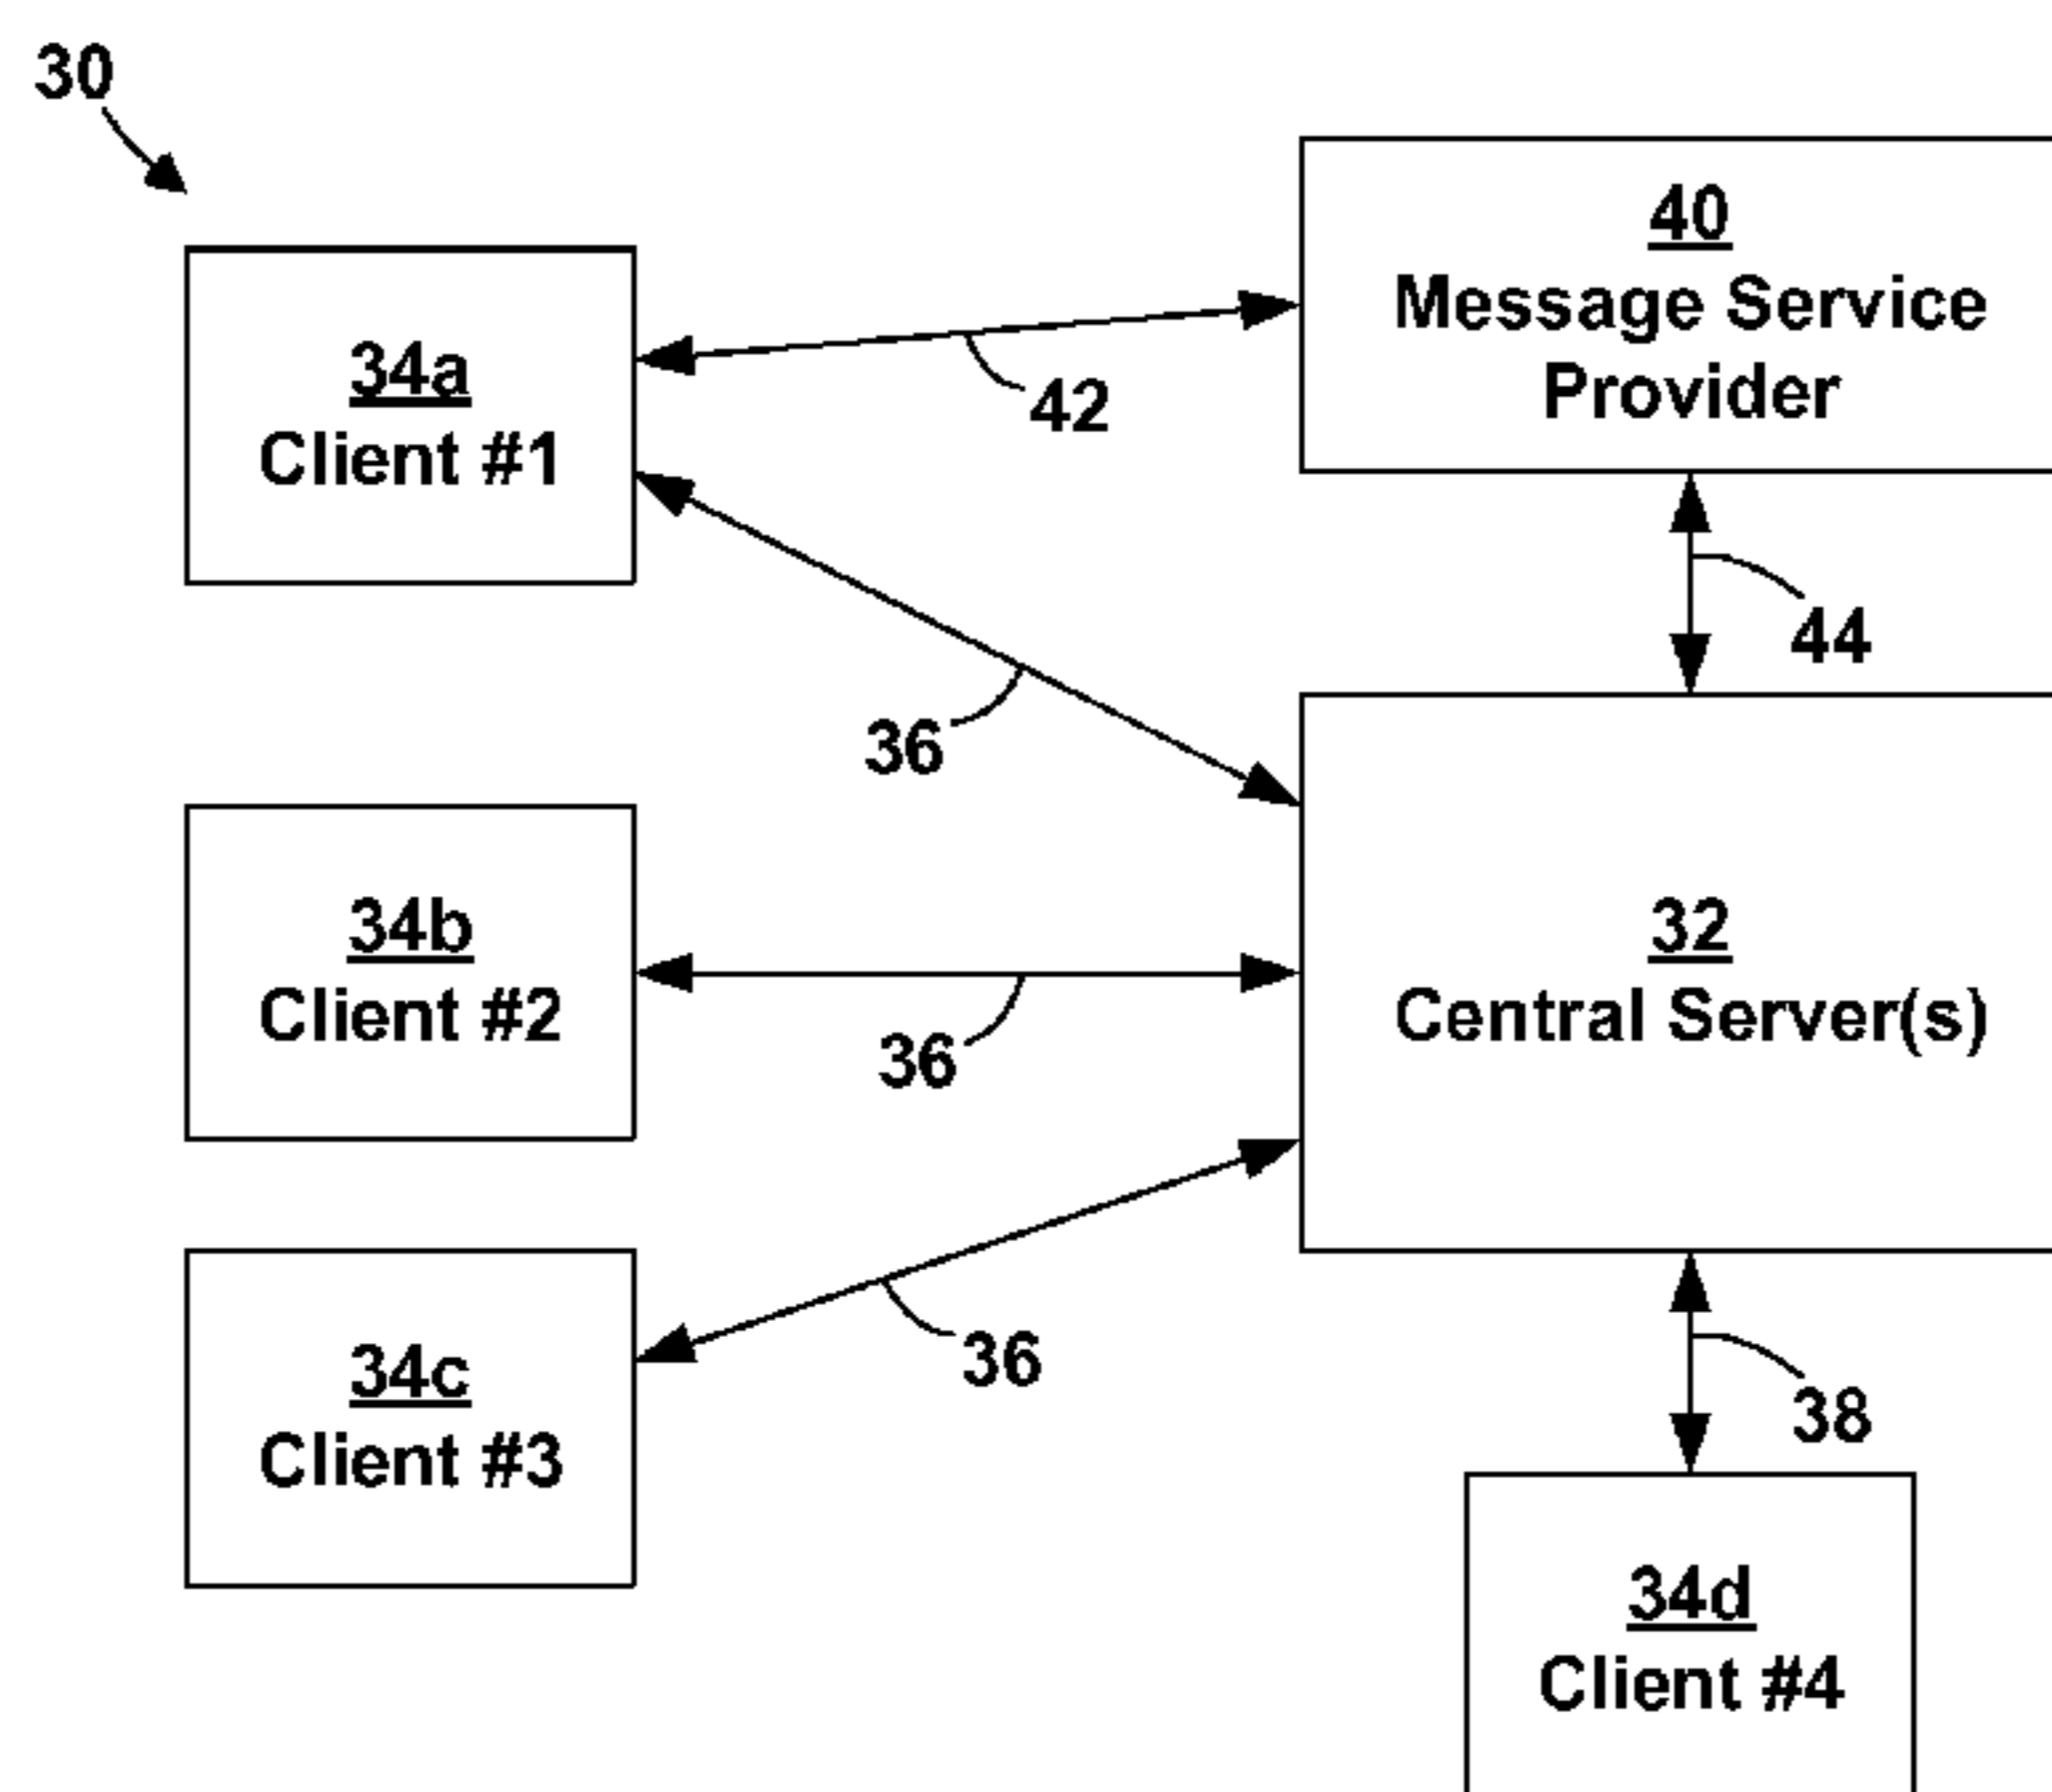 30
40
Message Service
Provider
34a
Client #1
42
44
36
34b
Client #2
32
Central Server(s)
36
34c
Client #3
36
38
34d
Client #4